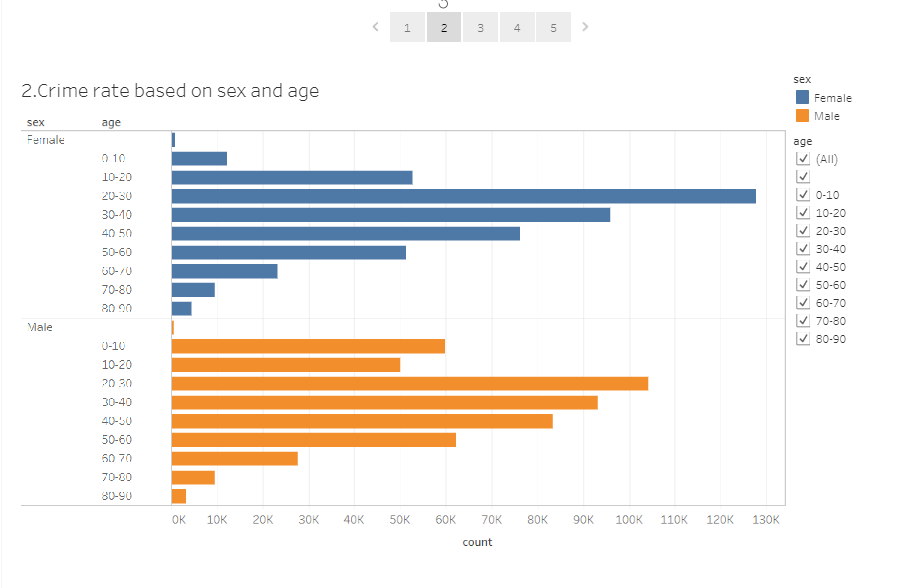 1 2 3 4 5
2.Crime rate based on sex and age
sex age
Female
0-10
10-20
20-30
30-40
40-50
50-60
60-70
70-80
80-90
Male
0-10
10-20
20-30
30-40
40-50
50-60
60-70
70-80
80-90
0K 10K 20K 30K 40K 50K 60K 70K 80K 90K 100K 110K 120K 130K
count
sex
Female
Male
age
(All)
0-10
10-20
20-30
30-40
40-50
50-60
60-70
70-80
80-90